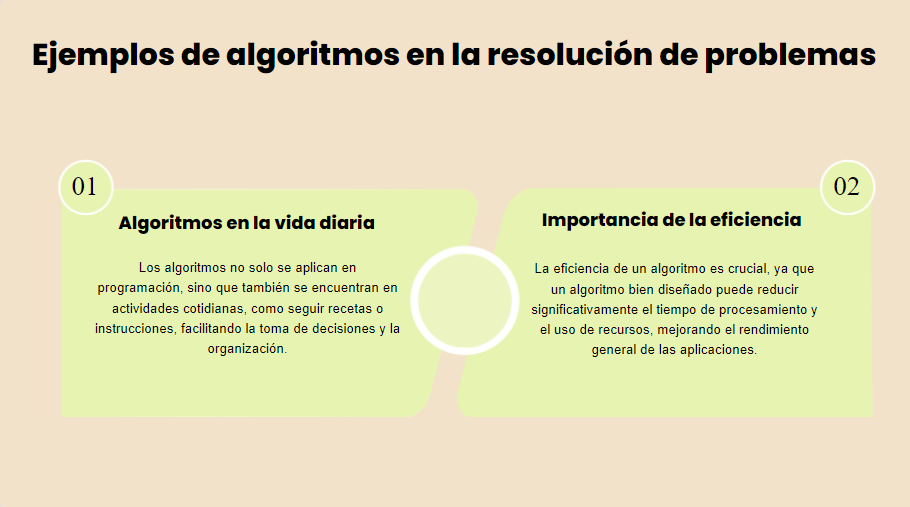 Ejemplos de algoritmos en la resolución de problemas
01
Algoritmos en la vida diaria
Los algoritmos no solo se aplican en
programación, sino que también se encuentran en
actividades cotidianas, como seguir recetas o
instrucciones, facilitando la toma de decisiones y la
organización.
02
Importancia de la eficiencia
La eficiencia de un algoritmo es crucial, ya que
un algoritmo bien diseñado puede reducir
significativamente el tiempo de procesamiento y
el uso de recursos, mejorando el rendimiento
general de las aplicaciones.